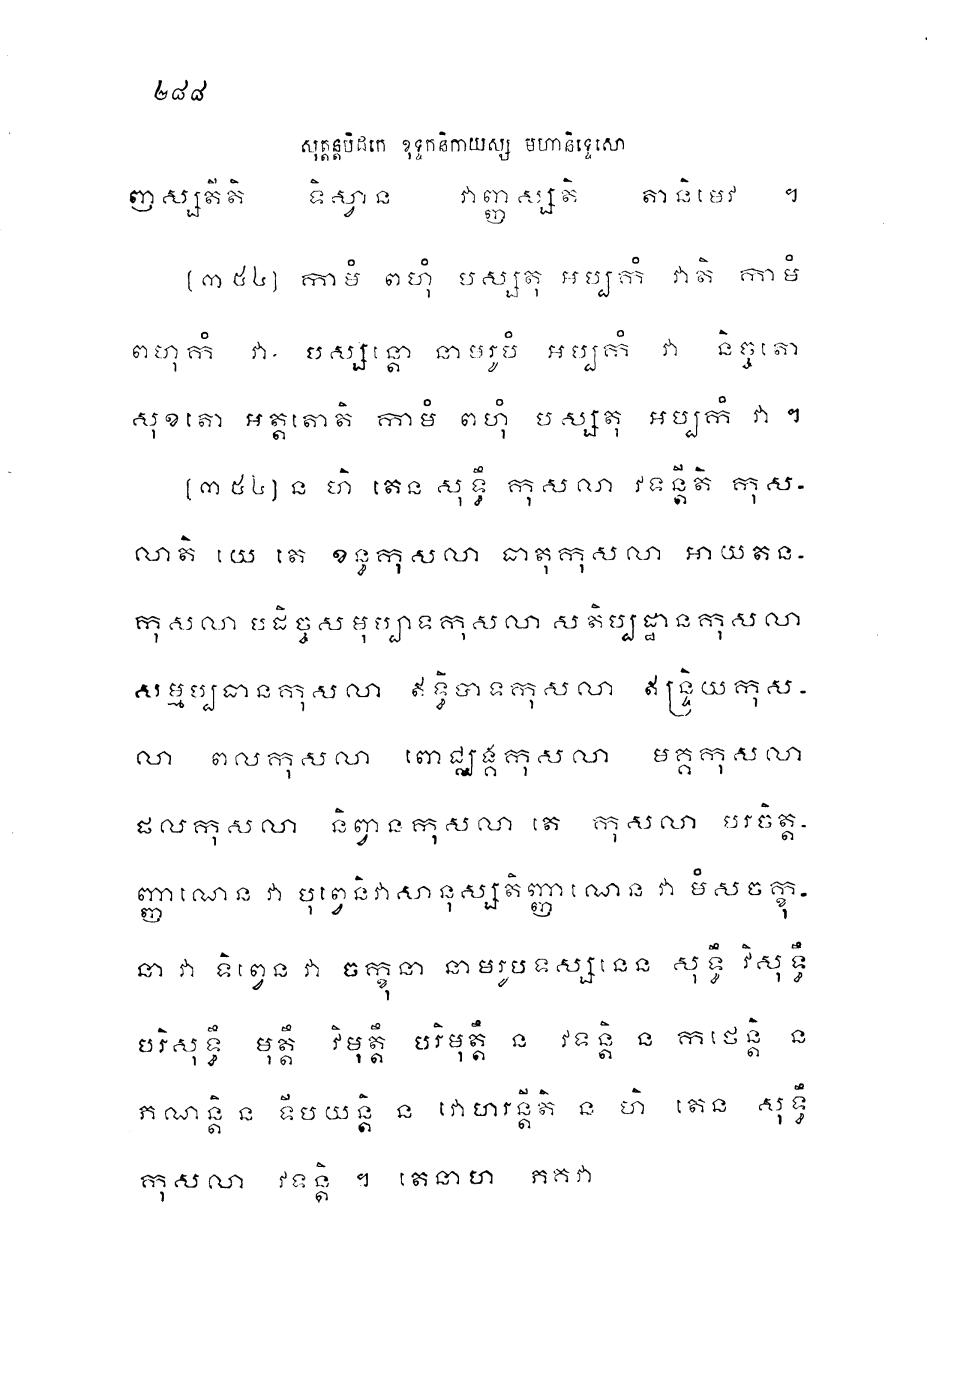 ២៨៨
សុត្តន្តបិដកេ ខុទ្ទកនិកាយស្ស មហានិទ្ទេសោ
ញស្សតីតិ ទិស្វាន វាញ្ញស្សតិ តានិមេវ ។
(៣៥៤) កាមំ ពហុំ បស្សតុ អប្បកំ វាតិ កាមំ
ពហុកំ វា បស្សន្តោ នាមរូបំ អប្បកំ វា និច្ចតោ
សុខតោ អត្តតោតិ កាមំ ពហុំ បស្សតុ អប្បកំ វា ។
(៣៥៤) ន ហិ តេន សុទ្ធឹ កុសលា វទន្តីតិ កុស-
លាតិ យេ តេ ខន្ធកុសលា ធាតុកុសលា អាយតន-
កុសលា បដិច្ចសមុប្បាទកុសលា សតិប្បដ្ឋានកុសលា
សម្មប្បធានកុសលា ឥទ្ធិបាទកុសលា ឥន្ទ្រិយកុស-
លា ពលកុសលា ពោជ្ឈង្គកុសលា មគ្គកុសលា
ផលកុសលា និព្វានកុសលា តេ កុសលា បរចិត្ត-
ញ្ញាណេន វា បុព្វេនិវាសានុស្សតិញ្ញាណេន វា មំសចក្ខុ-
នា វា ទិព្វេន វា ចក្ខុនា នាមរូបទស្សនេន សុទ្ធឹ វិសុទ្ធឹ
បរិសុទ្ធឹ មុត្តឹ វិមុត្តឹ បរិមុត្តឹ ន វទន្តិ ន កថេន្តិ ន
ភណន្តិ ន ទីបយន្តិ ន វោហរន្តីតិ ន ហិ តេន សុទ្ធឹ
កុសលា វទន្តិ ។ តេនាហ ភគវា